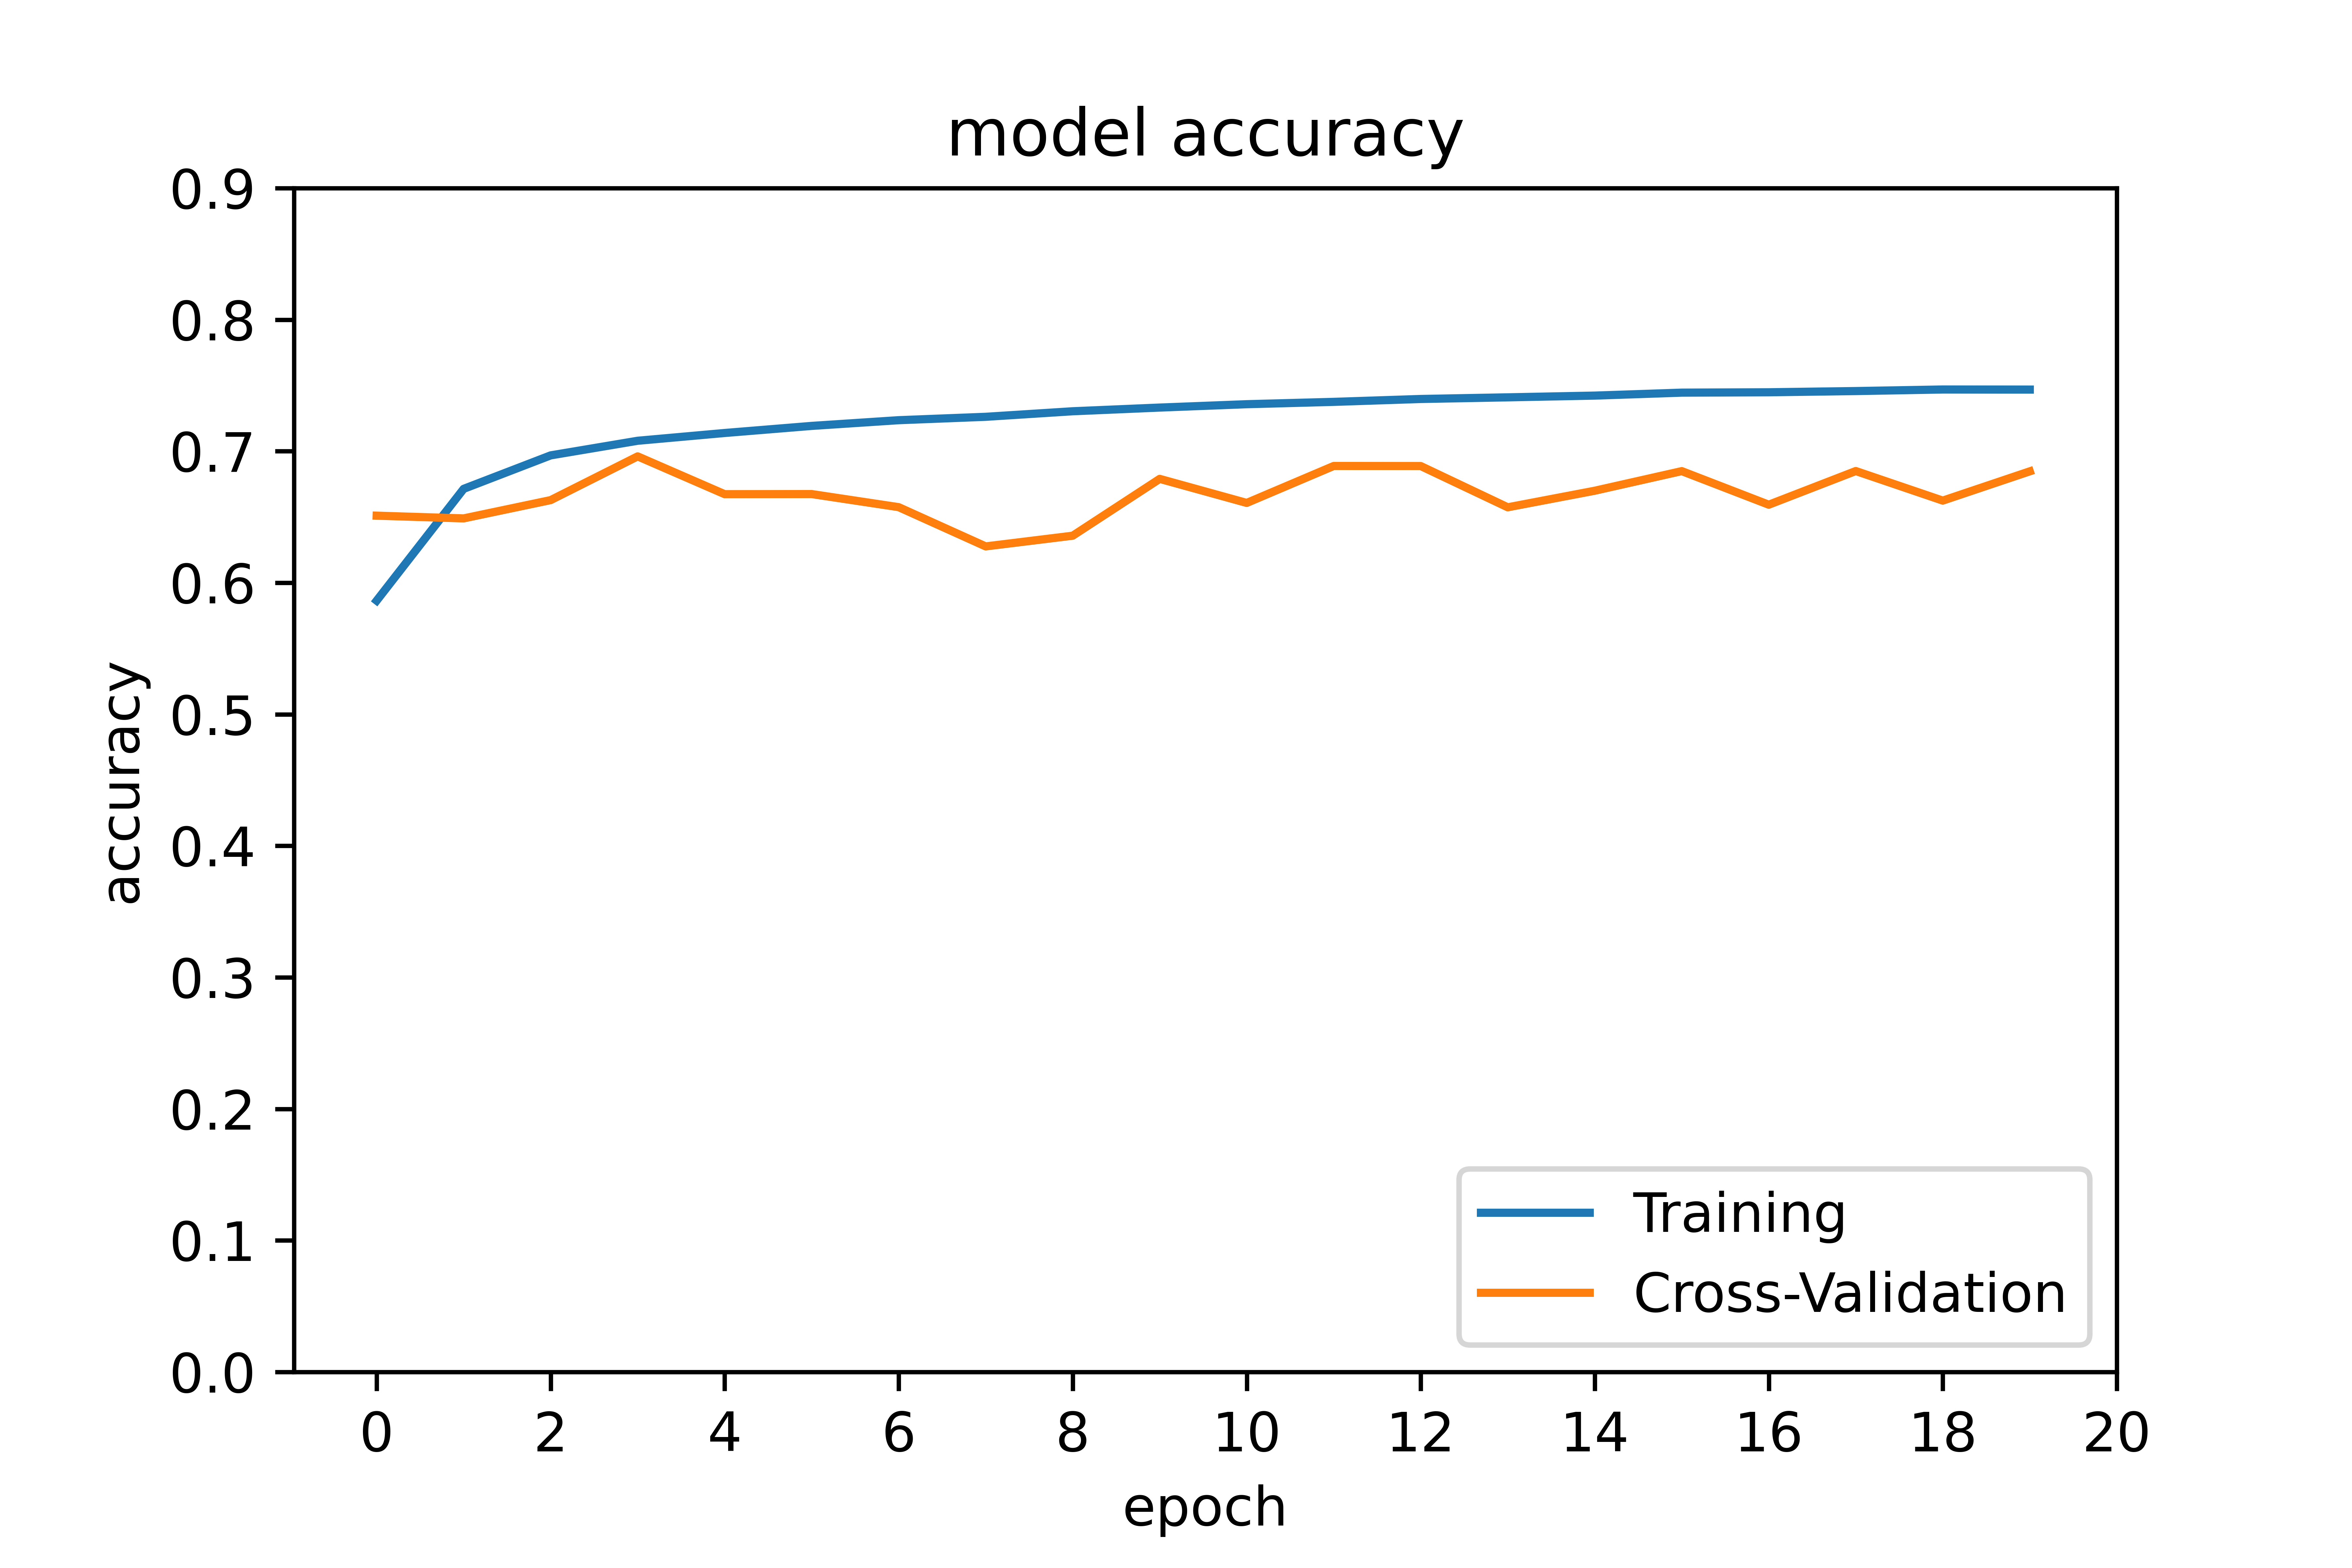 model accuracy
0.9
0.8
0.7
0.6
0.5
0.4
0.3
0.2
0.1
0.0
accuracy
Training
Cross-Validation
0 2 4 6 8 10 12 14 16 18 20
epoch